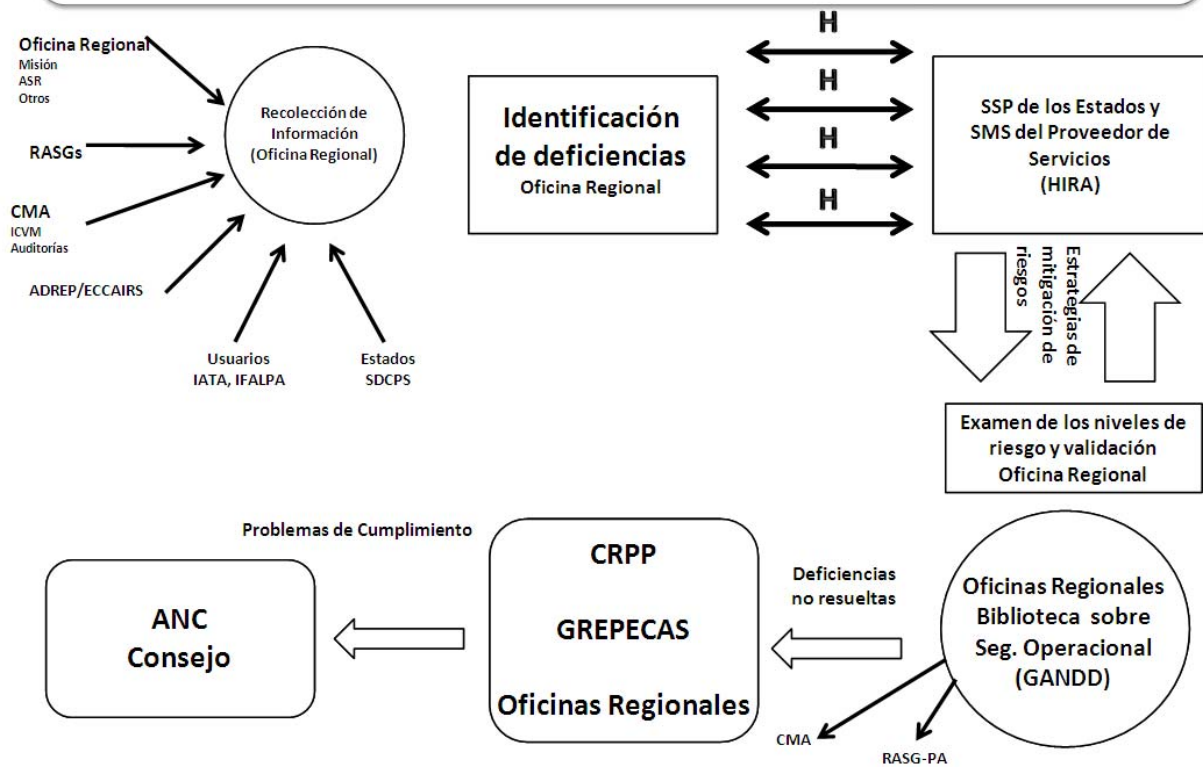 Oficina Regional
Misión
ASR
Otros
RASGs
CMA
ICVM
Auditorías
ADREP/ECCAIRS
Usuarios
IATA, IFALPA
Estados
SDCPS
Recolección de
Información
(Oficina Regional)
Identificación
de deficiencias
Oficina Regional
H
H
H
H
SSP de los Estados y
SMS del Proveedor de
Servicios
(HIRA)
Estrategias de
mitigación de
riesgos
Examen de los niveles de
riesgo y validación
Oficina Regional
Oficinas Regionales
Biblioteca sobre
Seg. Operacional
(GANDD)
CMA
RASG-PA
Deficiencias
no resueltas
CRPP
GREPECAS
Oficinas Regionales
Problemas de Cumplimiento
ANC
Consejo